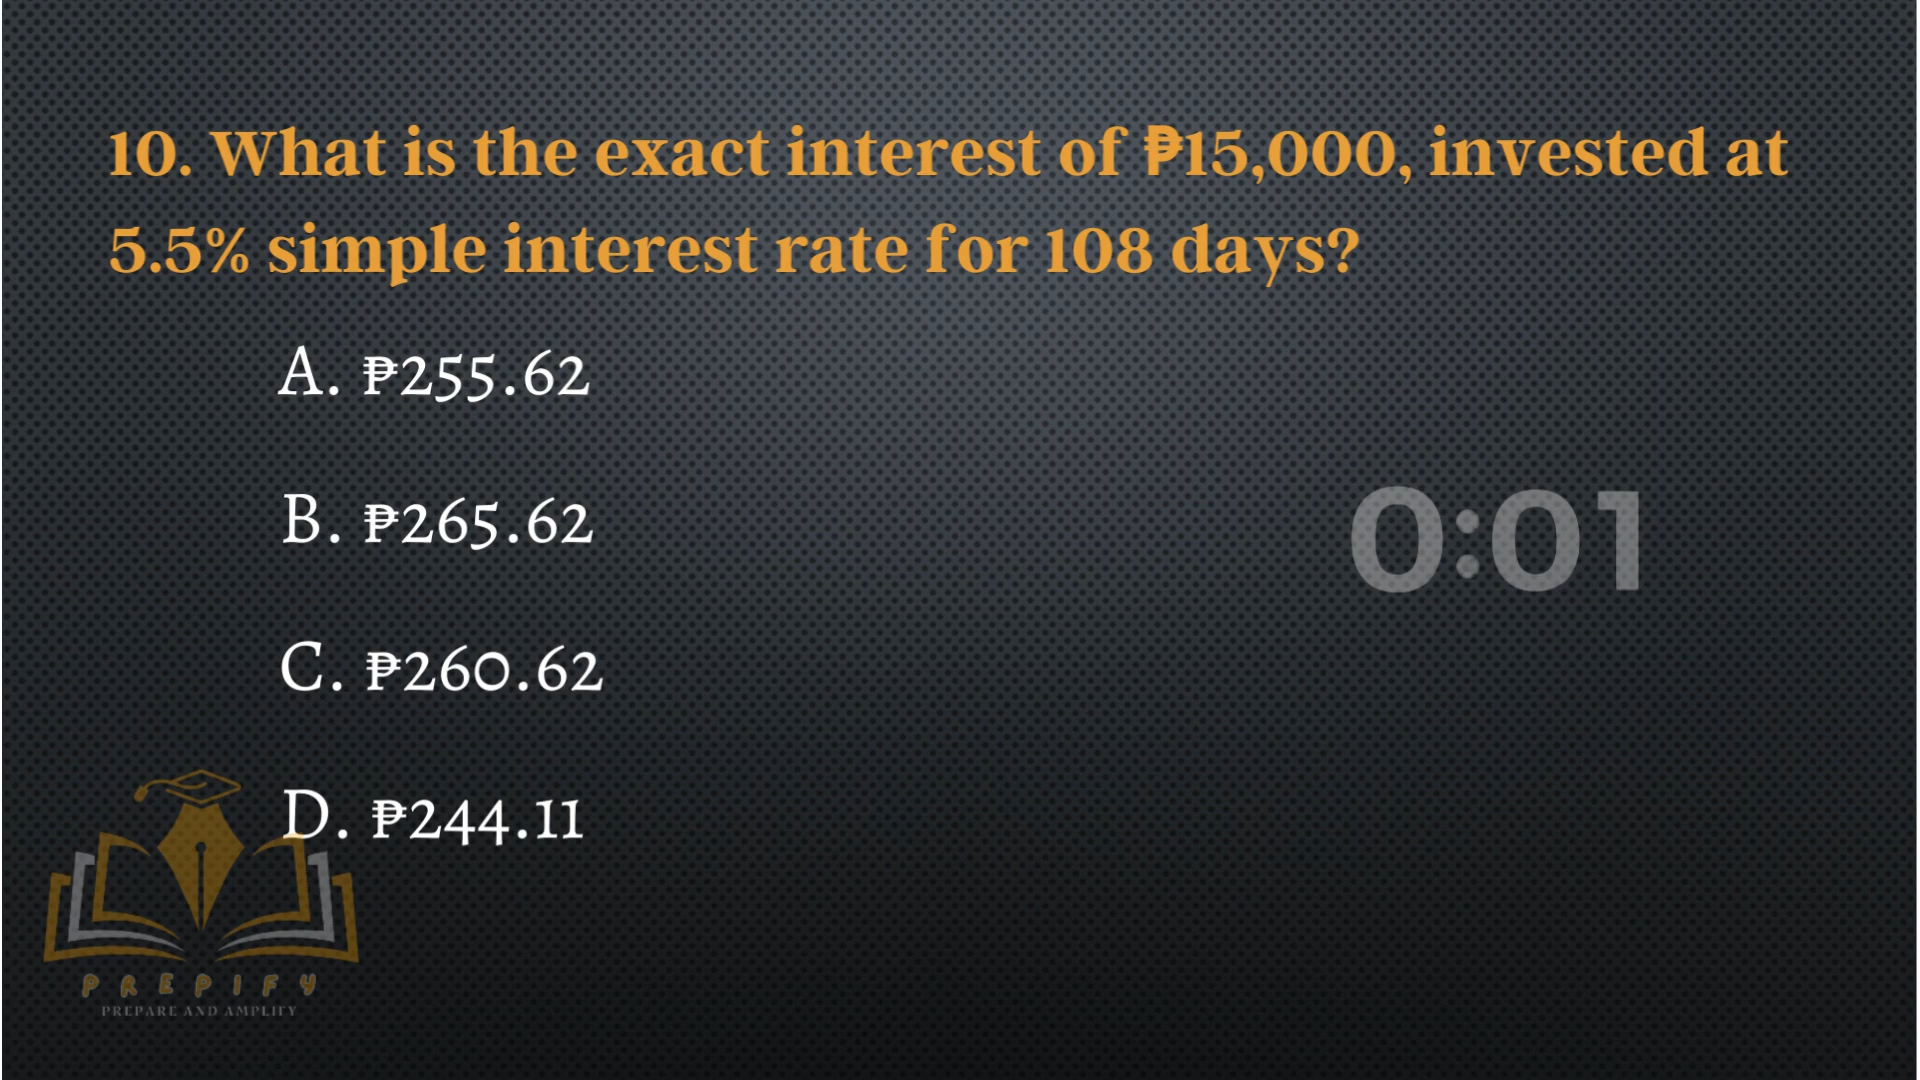 10. What is the exact interest of ₱15,000, invested at
5.5% simple interest rate for 108 days?
A. ₱255.62
B. ₱265.62
0:01
C. ₱260.62
D. ₱244.11
PREPIFY
PREPARE AND AMPLIFY